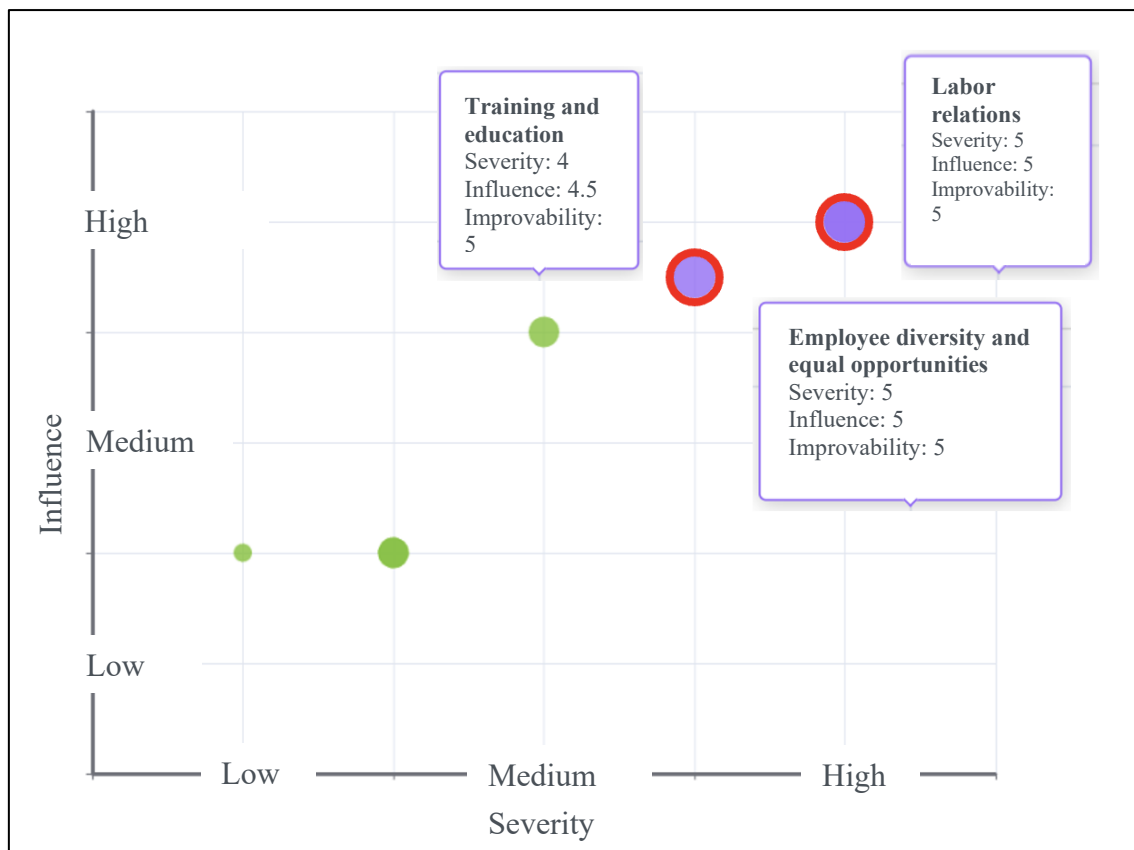 Training and
education
Severity: 4
Influence: 4.5
Improvability:
5
Labor
relations
Severity: 5
Influence: 5
Improvability:
5
Employee diversity and
equal opportunities
Severity: 5
Influence: 5
Improvability: 5
High
Medium
Low
Influence
Low
Medium
High
Severity